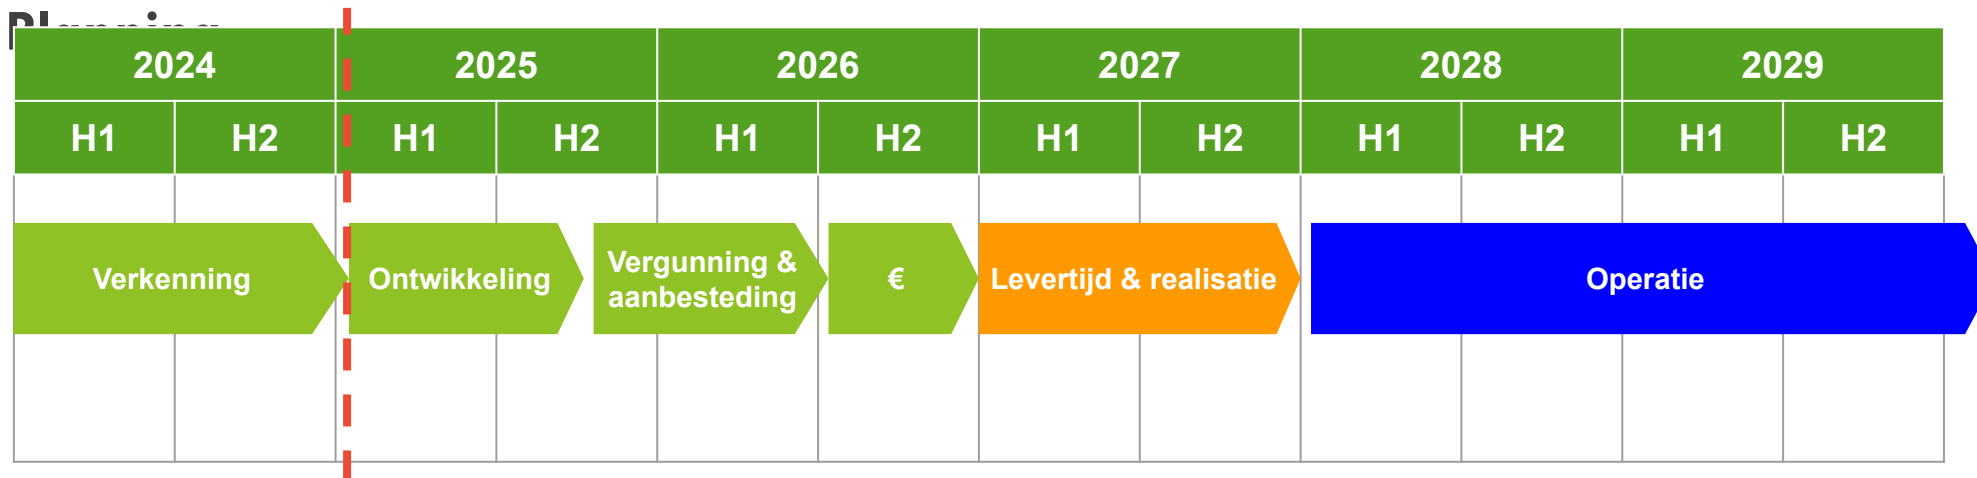 Planning
2024 2025 2026 2027 2028 2029
H1 H2 H1 H2 H1 H2 H1 H2 H1 H2 H1 H2
Verkenning
Ontwikkeling
Vergunning &
aanbesteding
€
Levertijd & realisatie
Operatie